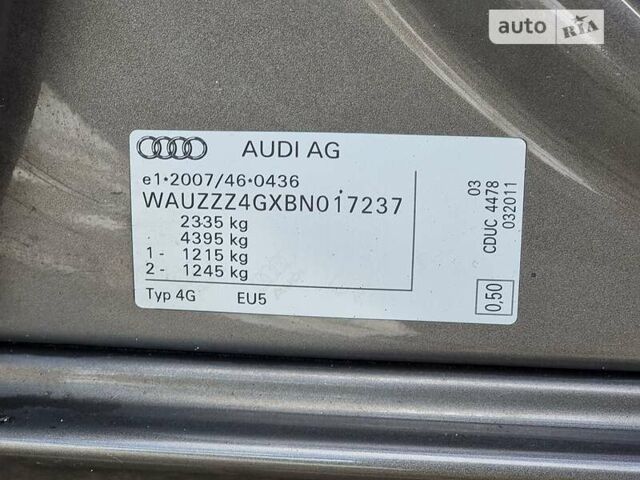 auto RIA
AUDI AG
e1•2007/46•0436
WAUZZZ4GXBN017237
2335 kg
4395 kg
1 - 1215 kg
2 - 1245 kg
Typ 4G EU5
03
CDUC 4478
032011
0,50